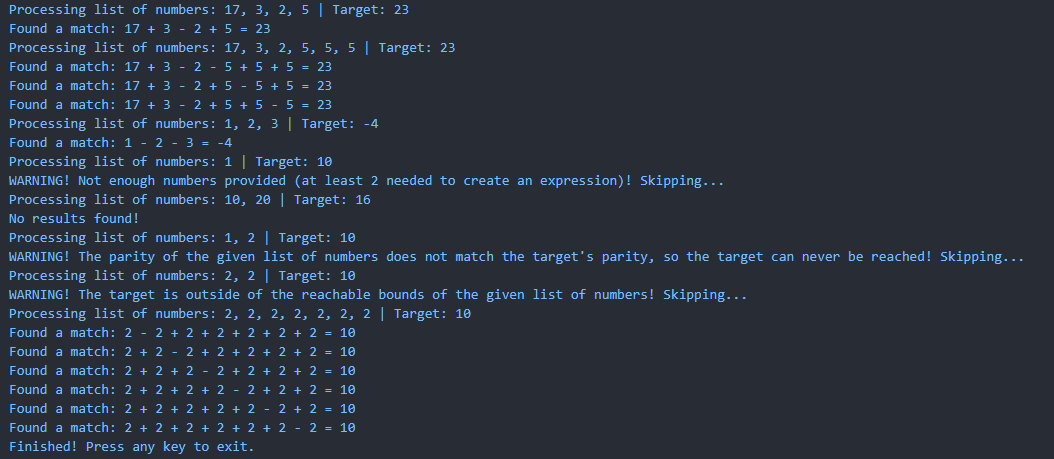 Processing list of numbers: 17, 3, 2, 5 | Target: 23
Found a match: 17 + 3 - 2 + 5 = 23
Processing list of numbers: 17, 3, 2, 5, 5, 5 | Target: 23
Found a match: 17 + 3 - 2 - 5 + 5 + 5 = 23
Found a match: 17 + 3 - 2 + 5 - 5 + 5 = 23
Found a match: 17 + 3 - 2 + 5 + 5 - 5 = 23
Processing list of numbers: 1, 2, 3 | Target: -4
Found a match: 1 - 2 - 3 = -4
Processing list of numbers: 1 | Target: 10
WARNING! Not enough numbers provided (at least 2 needed to create an expression)! Skipping...
Processing list of numbers: 10, 20 | Target: 16
No results found!
Processing list of numbers: 1, 2 | Target: 10
WARNING! The parity of the given list of numbers does not match the target's parity, so the target can never be reached! Skipping...
Processing list of numbers: 2, 2 | Target: 10
WARNING! The target is outside of the reachable bounds of the given list of numbers! Skipping...
Processing list of numbers: 2, 2, 2, 2, 2, 2, 2 | Target: 10
Found a match: 2 - 2 + 2 + 2 + 2 + 2 + 2 = 10
Found a match: 2 + 2 - 2 + 2 + 2 + 2 + 2 = 10
Found a match: 2 + 2 + 2 - 2 + 2 + 2 + 2 = 10
Found a match: 2 + 2 + 2 + 2 - 2 + 2 + 2 = 10
Found a match: 2 + 2 + 2 + 2 + 2 - 2 + 2 = 10
Found a match: 2 + 2 + 2 + 2 + 2 + 2 - 2 = 10
Finished! Press any key to exit.